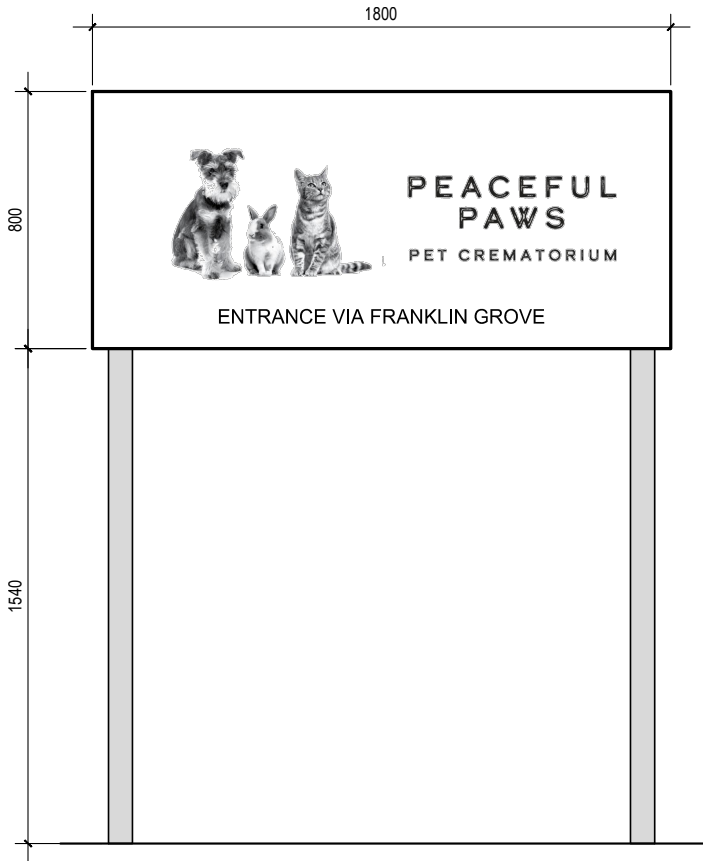 1800
800
PEACEFUL
PAWS
PET CREMATORIUM
ENTRANCE VIA FRANKLIN GROVE
1540